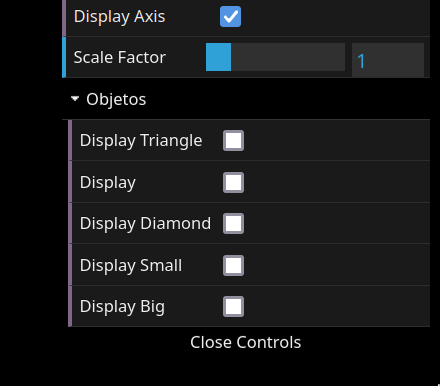 Display Axis
Scale Factor 1
Objetos
Display Triangle
Display
Display Diamond
Display Small
Display Big
Close Controls